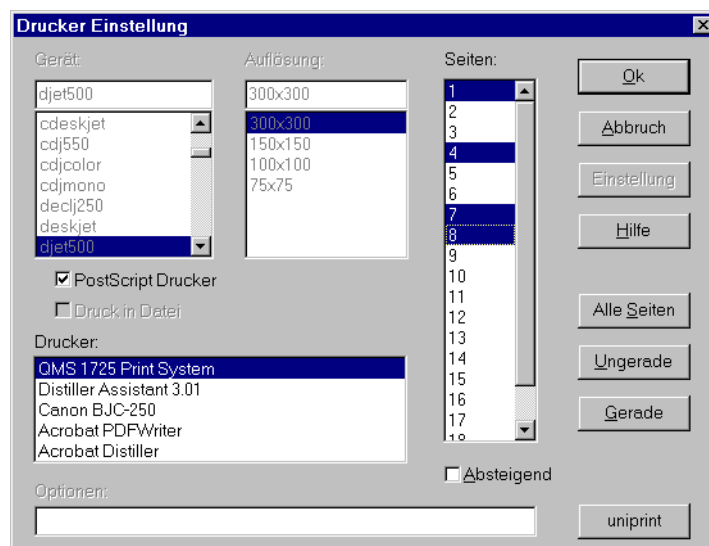 Drucker Einstellung
Gerät:
djet500
cdeskjet
cdj550
cdjcolor
cdjmono
declj250
deskjet
djet500
Auflösung:
300x300
300x300
150x150
100x100
75x75
PostScript Drucker
Druck in Datei
Drucker:
QMS 1725 Print System
Distiller Assistant 3.01
Canon BJC-250
Acrobat PDFWriter
Acrobat Distiller
Optionen:
Seiten:
1
2
3
4
5
6
7
8
9
10
11
12
13
14
15
16
17
18
Absteigend
Ok
Abbruch
Einstellung
Hilfe
Alle Seiten
Ungerade
Gerade
uniprint